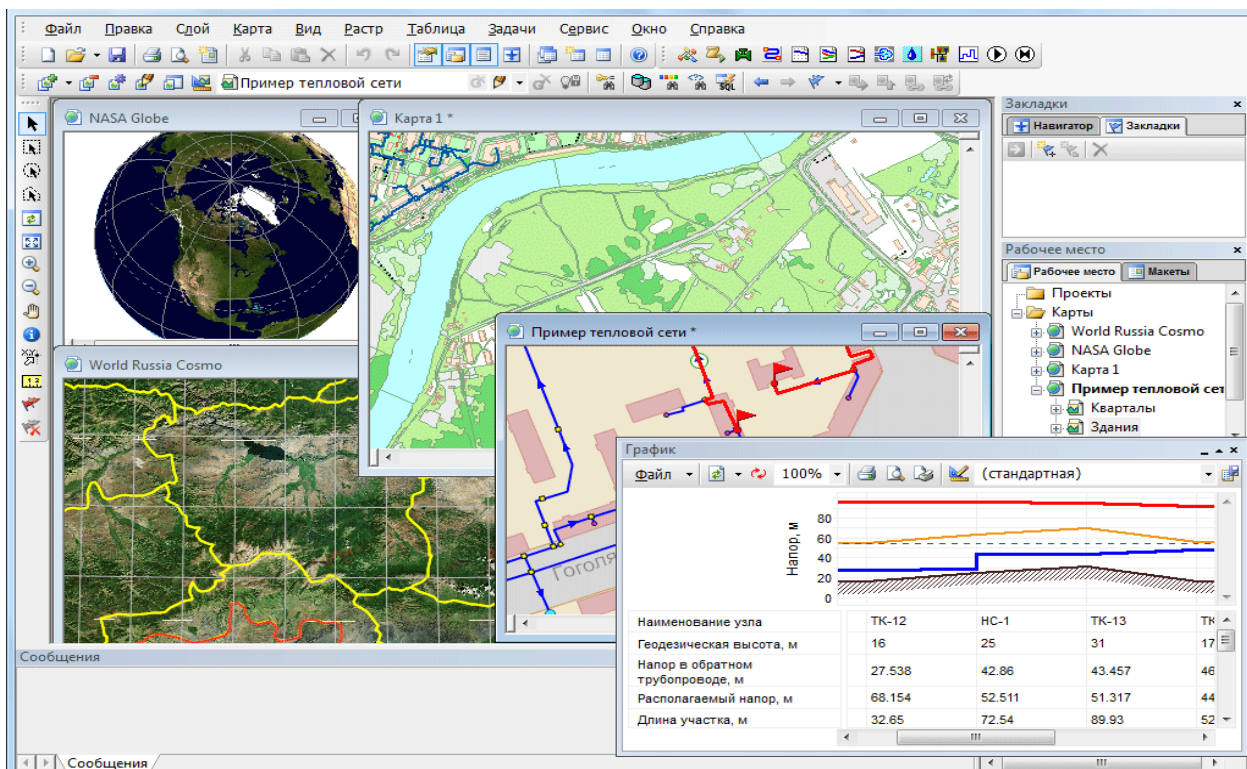 Файл Правка Слой Карта Вид Растр Таблица Задачи Сервис Окно Справка
Пример тепловой сети
SQL
NASA Globe
Карта 1 *
Закладки
Навигатор Закладки
Рабочее место
Рабочее место Макеты
Проекты
Карты
World Russia Cosmo
NASA Globe
Карта 1
Пример тепловой сет
Кварталы
Здания
World Russia Cosmo
Пример тепловой сети *
Гоголя
График
Файл 100% (стандартная)
Напор, м
80
60
40
20
0
Наименование узла ТК-12 НС-1 ТК-13 ТК
Геодезическая высота, м 16 25 31 17
Напор в обратном
трубопроводе, м 27.538 42.86 43.457 46
Располагаемый напор, м 68.154 52.511 51.317 44
Длина участка, м 32.65 72.54 89.93 52
Сообщения
Сообщения